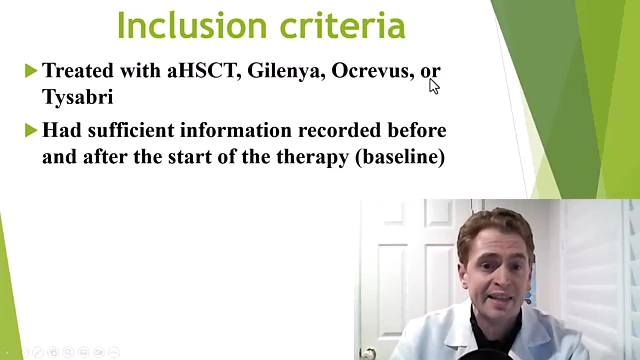 Inclusion criteria
Treated with aHSCT, Gilenya, Ocrevus, or
Tysabri
Had sufficient information recorded before
and after the start of the therapy (baseline)